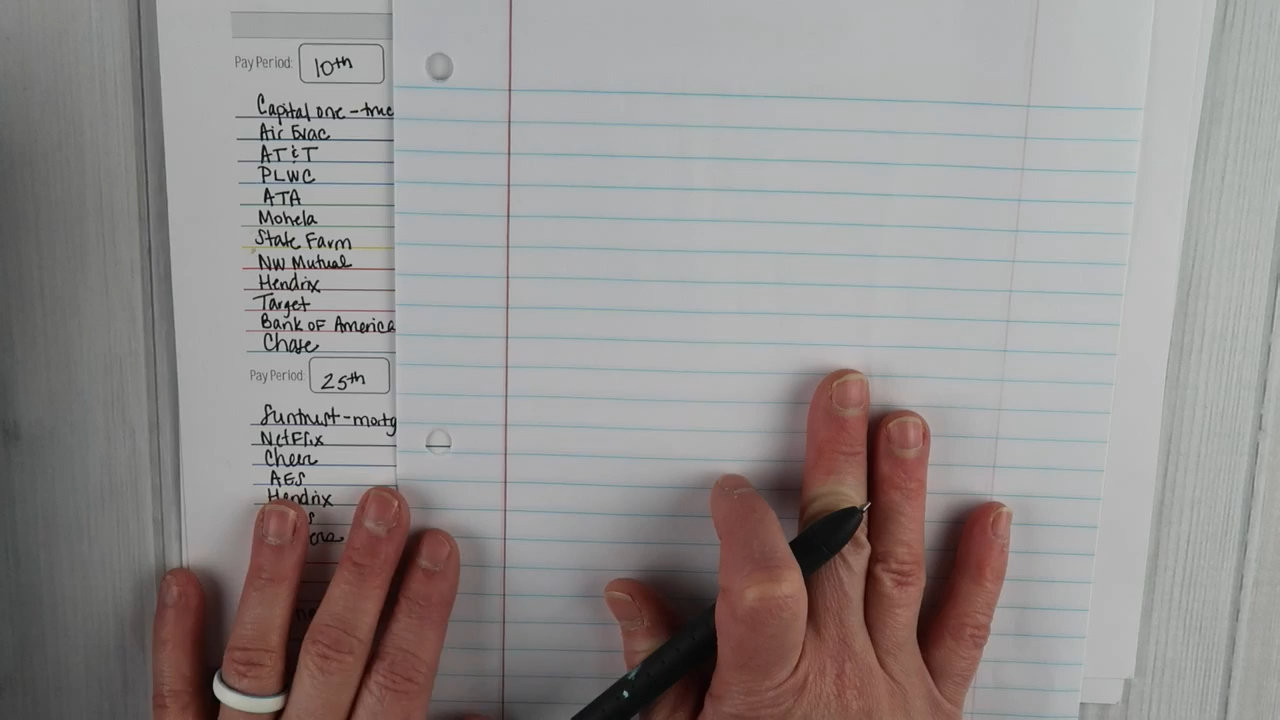 Pay Period: 10th
Capital one - truc
Air Evac
AT&T
PLWC
ATA
Mohela
State Farm
NW Mutual
Hendrix
Target
Bank of America
Chase
Pay Period: 25th
Suntrust - mortg
Netflix
Cheer
AES
Hendrix